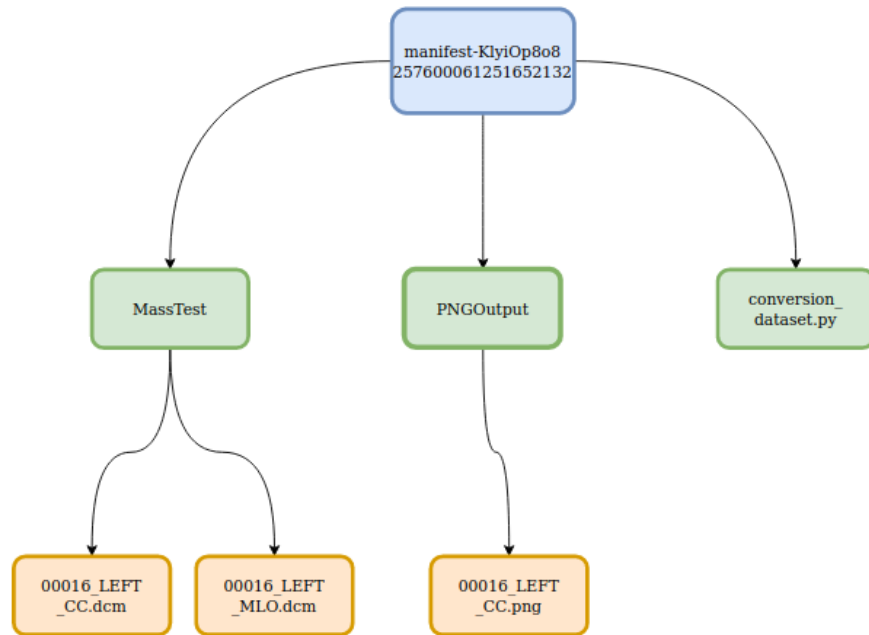 manifest-KlyiOp8o8
257600061251652132
MassTest
PNGOutput
conversion_
dataset.py
00016_LEFT
_CC.dcm
00016_LEFT
_MLO.dcm
00016_LEFT
_CC.png